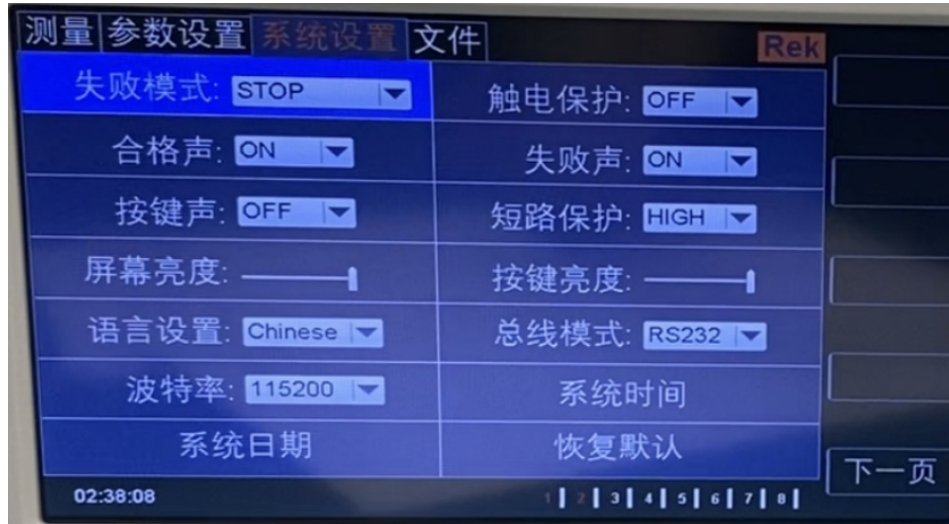 测量 参数设置 系统设置 文件 Rek
失败模式: STOP 触电保护: OFF
合格声: ON 失败声: ON
按键声: OFF 短路保护: HIGH
屏幕亮度: 按键亮度:
语言设置: Chinese 总线模式: RS232
波特率: 115200 系统时间
系统日期 恢复默认
下一页
02:38:08 1 2 3 4 5 6 7 8